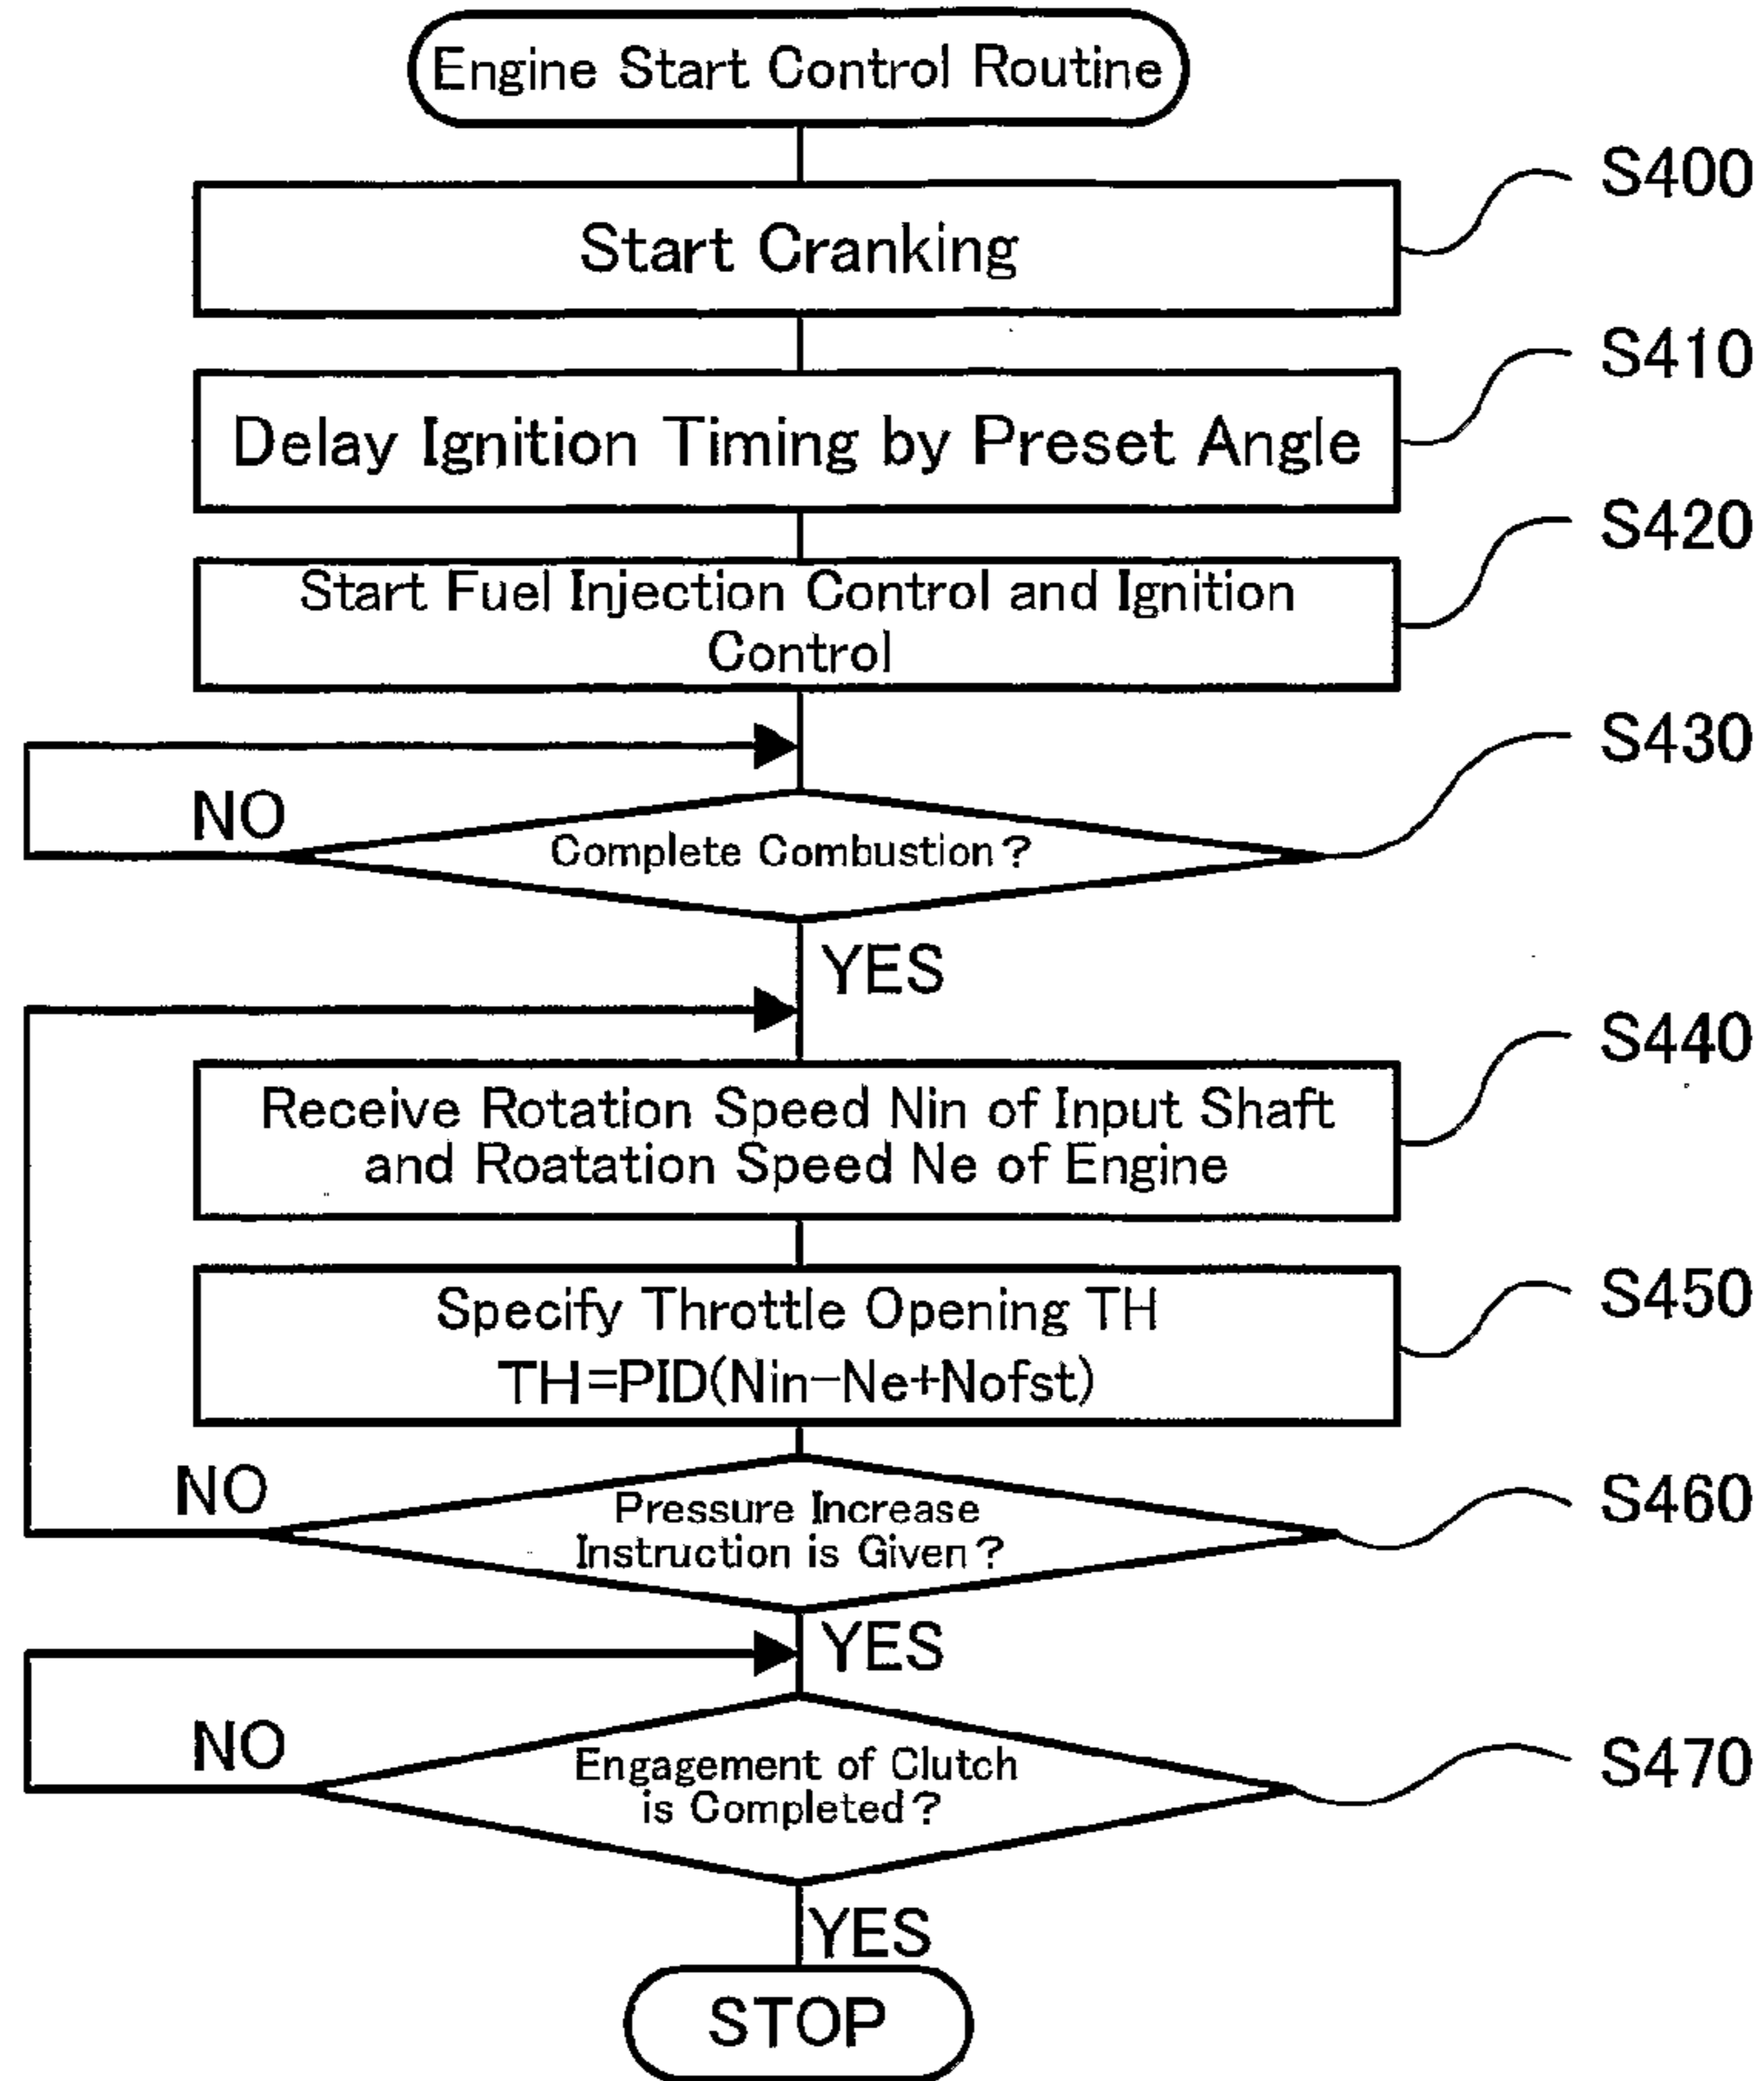 Engine Start Control Routine
S400
Start Cranking
S410
Delay Ignition Timing by Preset Angle
S420
Start Fuel Injection Control and Ignition
Control
S430
NO
Complete Combustion?
YES
S440
Receive Rotation Speed Nin of Input Shaft
and Roatation Speed Ne of Engine
S450
Specify Throttle Opening TH
TH=PID(Nin-Ne+Nofst)
S460
NO
Pressure Increase
Instruction is Given?
YES
S470
NO
Engagement of Clutch
is Completed?
YES
STOP